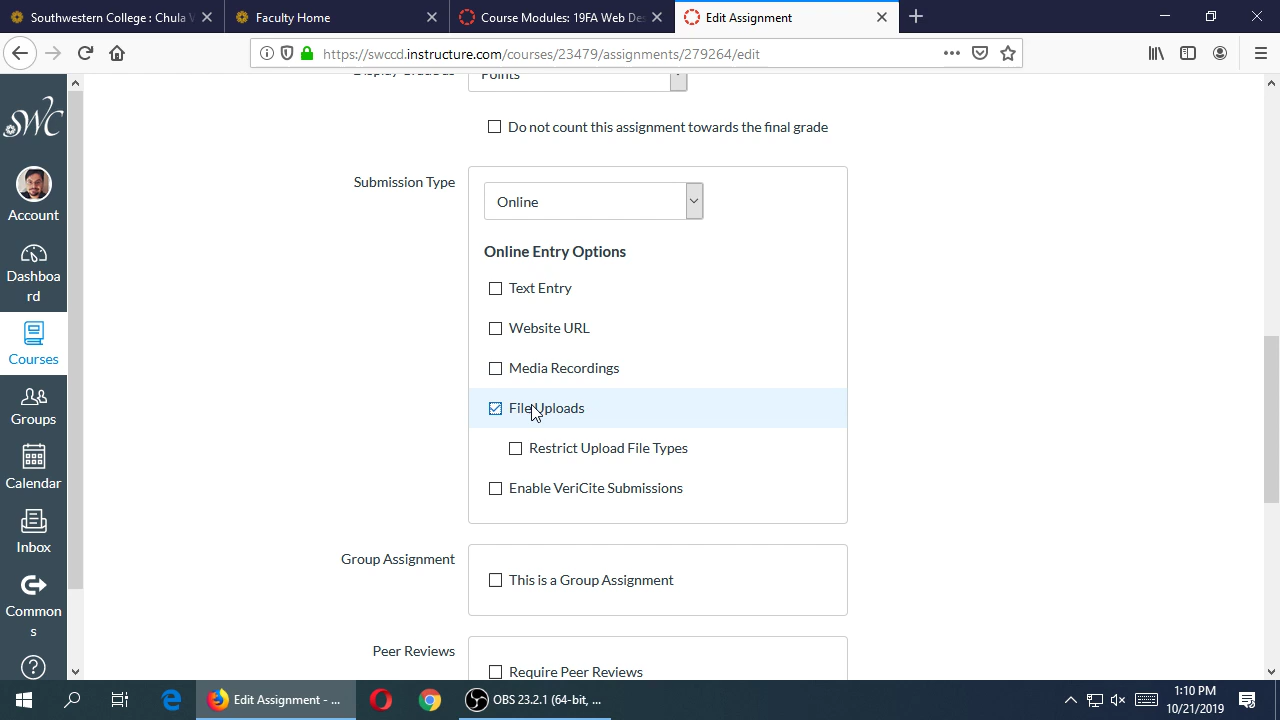 Southwestern College : Chula V
Faculty Home
Course Modules: 19FA Web De
Edit Assignment
https://swccd.instructure.com/courses/23479/assignments/279264/edit
SWC
Account
Dashboa
rd
Courses
Groups
Calendar
Inbox
Common
s
Points
Do not count this assignment towards the final grade
Submission Type
Online
Online Entry Options
Text Entry
Website URL
Media Recordings
File Uploads
Restrict Upload File Types
Enable VeriCite Submissions
Group Assignment
This is a Group Assignment
Peer Reviews
Require Peer Reviews
Edit Assignment - ...
OBS 23.2.1 (64-bit, ...
1:10 PM
10/21/2019